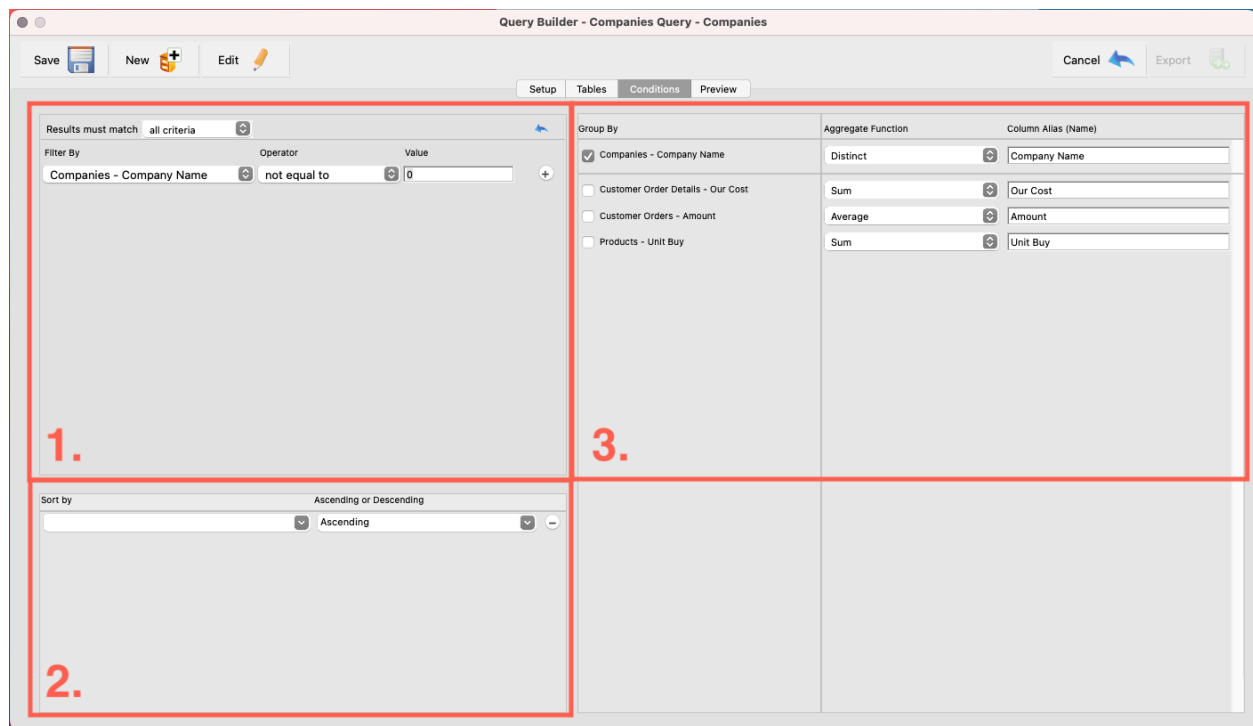 Query Builder - Companies Query - Companies
Save New Edit Cancel Export
Setup Tables Conditions Preview
Results must match all criteria
Filter By Operator Value
Companies - Company Name not equal to 0 +
1.
Sort by Ascending or Descending
Ascending −
2.
Group By Aggregate Function Column Alias (Name)
Companies - Company Name Distinct Company Name
Customer Order Details - Our Cost Sum Our Cost
Customer Orders - Amount Average Amount
Products - Unit Buy Sum Unit Buy
3.